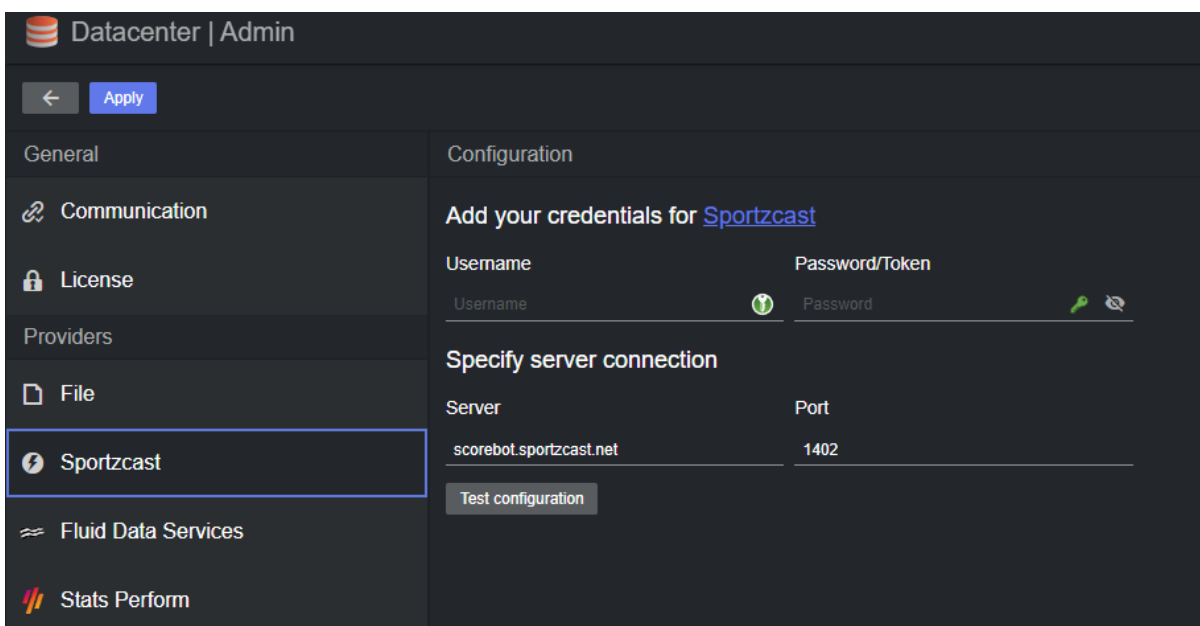 Datacenter | Admin
Apply
General
Communication
License
Providers
File
Sportzcast
Fluid Data Services
Stats Perform
Configuration
Add your credentials for Sportzcast
Username Password/Token
Username Password
Specify server connection
Server Port
scorebot.sportzcast.net 1402
Test configuration